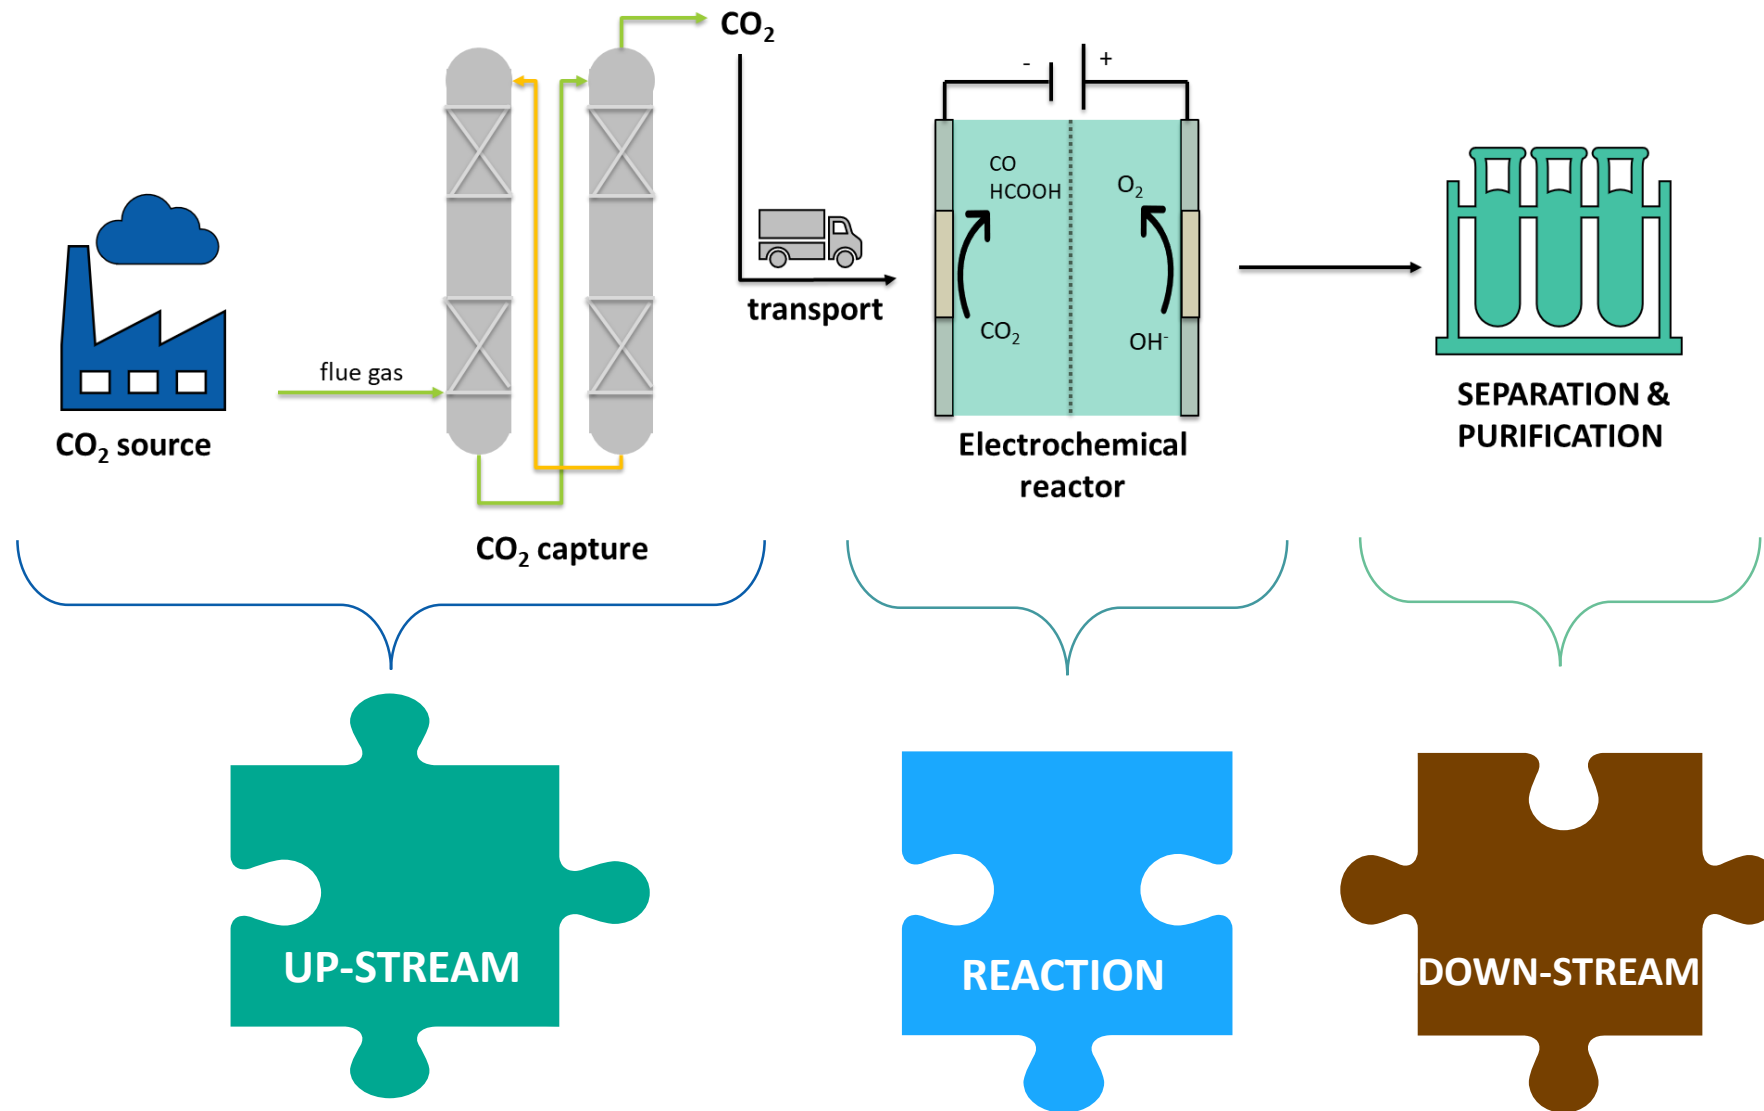 CO₂
-
+
CO
HCOOH
O₂
CO₂
OH⁻
transport
flue gas
CO₂ source
CO₂ capture
Electrochemical
reactor
SEPARATION &
PURIFICATION
UP-STREAM
REACTION
DOWN-STREAM